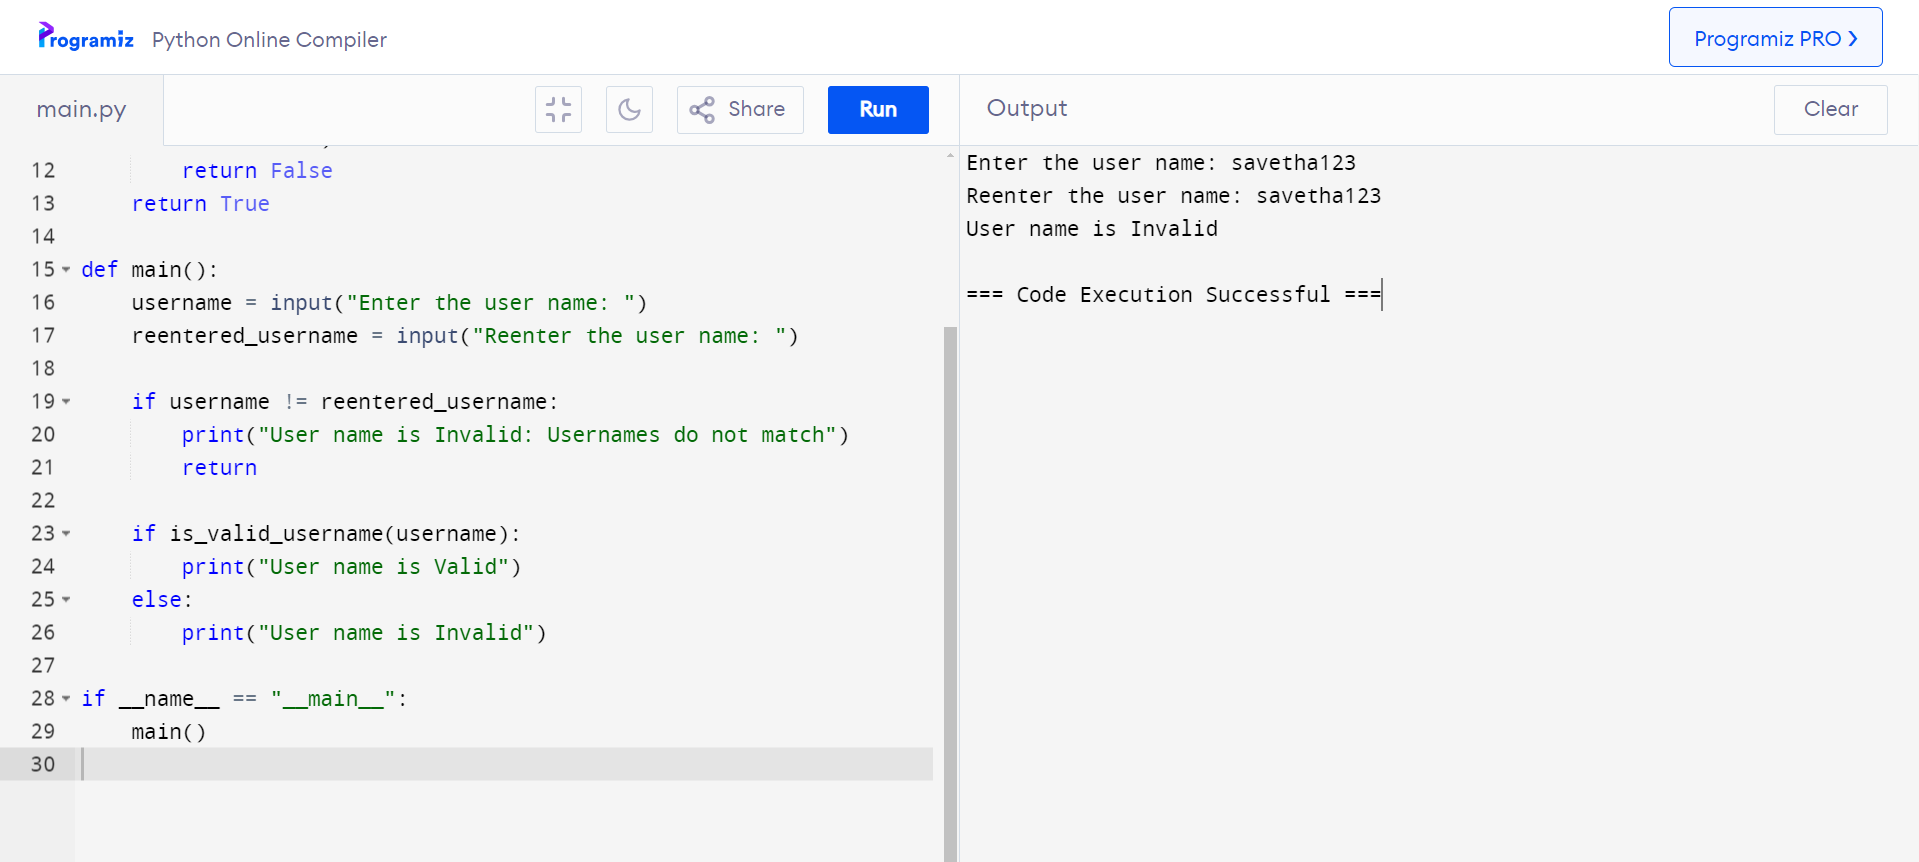 Programiz Python Online Compiler
Programiz PRO
main.py
Share
Run
Output
Clear
12 return False
13 return True
14
15 def main():
16 username = input("Enter the user name: ")
17 reentered_username = input("Reenter the user name: ")
18
19 if username != reentered_username:
20 print("User name is Invalid: Usernames do not match")
21 return
22
23 if is_valid_username(username):
24 print("User name is Valid")
25 else:
26 print("User name is Invalid")
27
28 if __name__ == "__main__":
29 main()
30
Enter the user name: savetha123
Reenter the user name: savetha123
User name is Invalid
=== Code Execution Successful ===